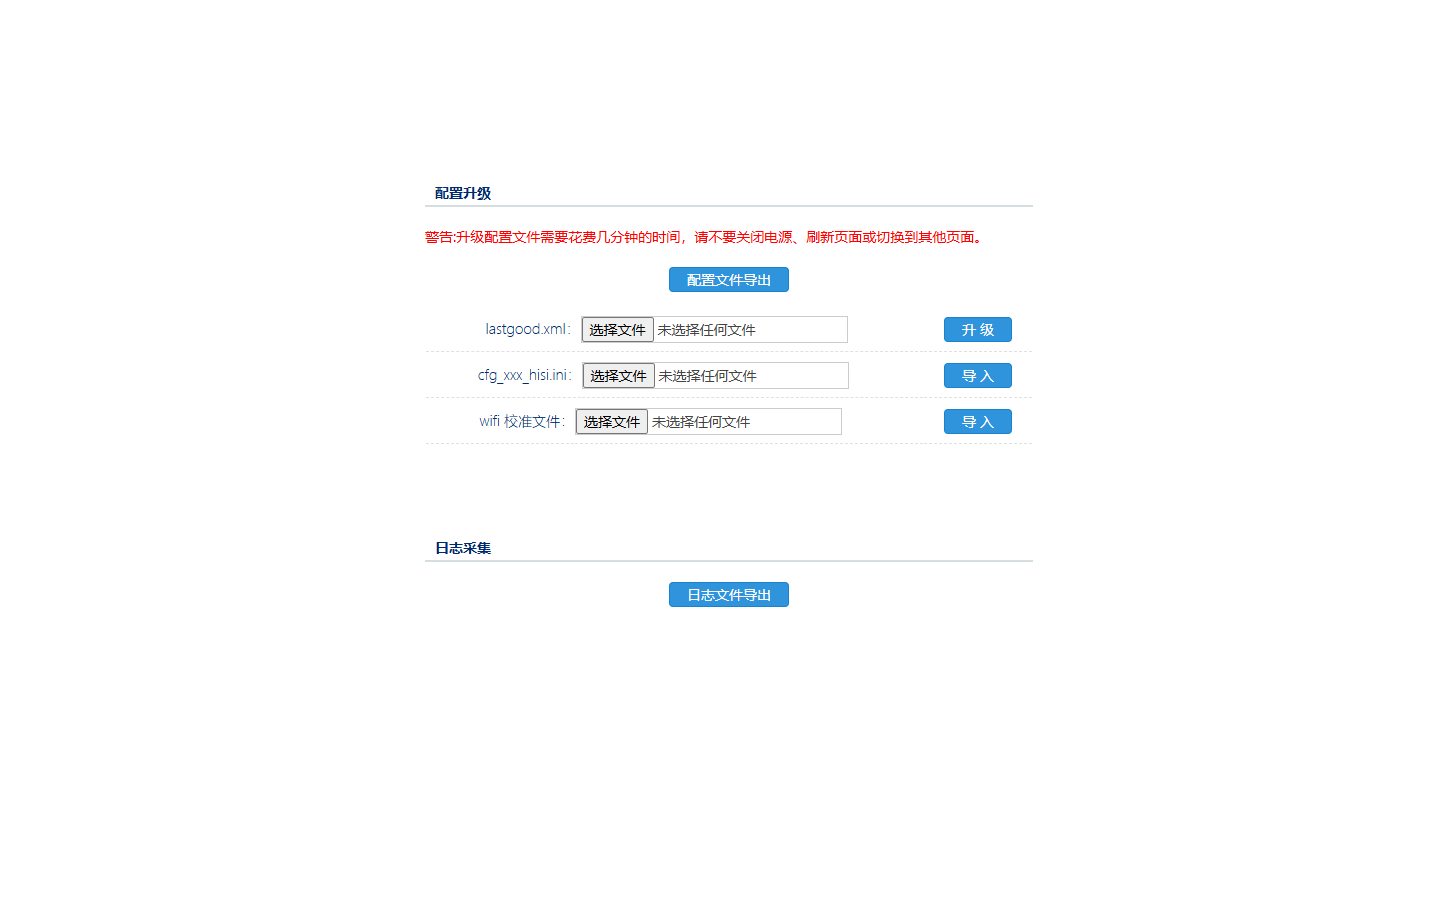 配置升级
警告:升级配置文件需要花费几分钟的时间，请不要关闭电源、刷新页面或切换到其他页面。
配置文件导出
lastgood.xml： 选择文件 未选择任何文件 升 级
cfg_xxx_hisi.ini： 选择文件 未选择任何文件 导 入
wifi 校准文件： 选择文件 未选择任何文件 导 入
日志采集
日志文件导出